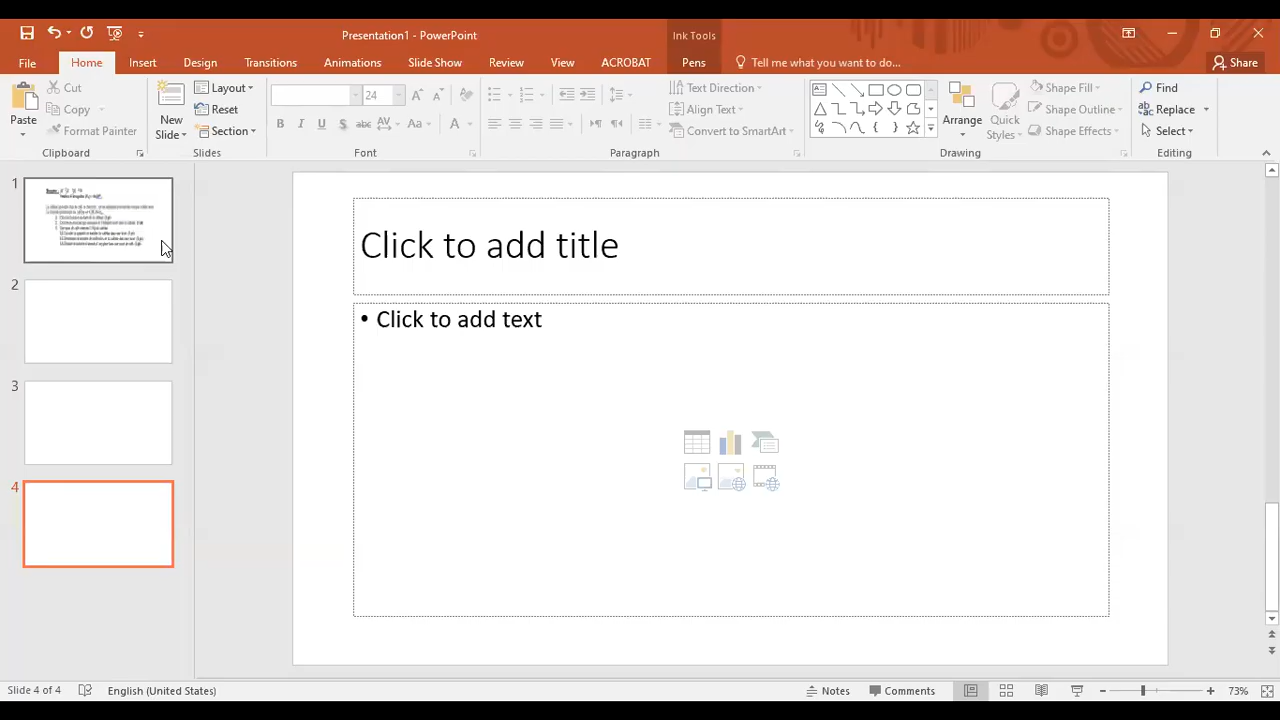 Presentation1 - PowerPoint
Ink Tools
File Home Insert Design Transitions Animations Slide Show Review View ACROBAT Pens Tell me what you want to do... Share
Paste
Cut
Copy
Format Painter
Clipboard
New Slide
Layout
Reset
Section
Slides
24
B I U S abc AV Aa A
Font
Text Direction
Align Text
Convert to SmartArt
Paragraph
Arrange
Quick Styles
Shape Fill
Shape Outline
Shape Effects
Drawing
Find
Replace
Select
Editing
1
2
3
4
Click to add title
• Click to add text
Slide 4 of 4 English (United States) Notes Comments 73%